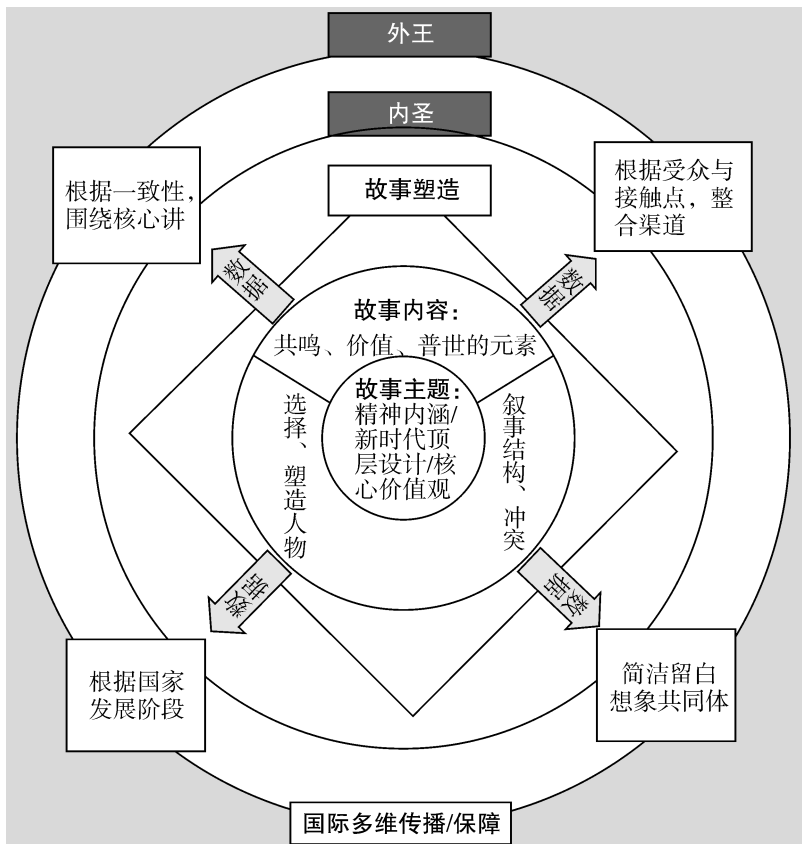 外王
内圣
根据一致性，
围绕核心讲
故事塑造
根据受众与
接触点，整
合渠道
数据
数据
故事内容：
共鸣、价值、普世的元素
选择、塑造人物
故事主题：
精神内涵/
新时代顶
层设计/核
心价值观
叙事结构、冲突
数据
数据
根据国家
发展阶段
简洁留白
想象共同体
国际多维传播/保障